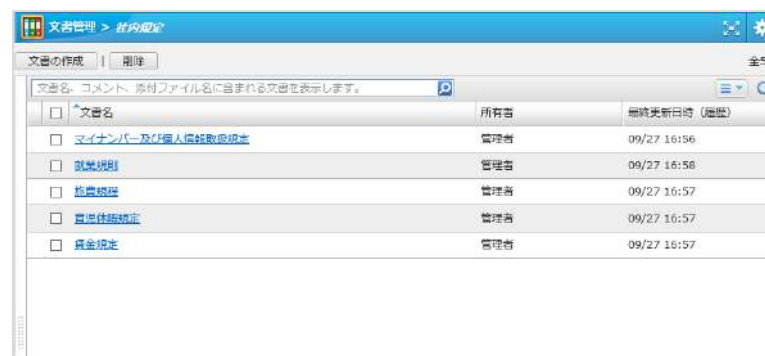 文書管理 > 社内規定
文書の作成 | 削除
文書名、コメント、添付ファイル名に含まれる文書を表示します。
文書名 所有者 最終更新日時 (履歴)
マイナンバー及び個人情報取扱規定 管理者 09/27 16:56
就業規則 管理者 09/27 16:58
旅費規程 管理者 09/27 16:57
育児休暇規定 管理者 09/27 16:57
賃金規定 管理者 09/27 16:57